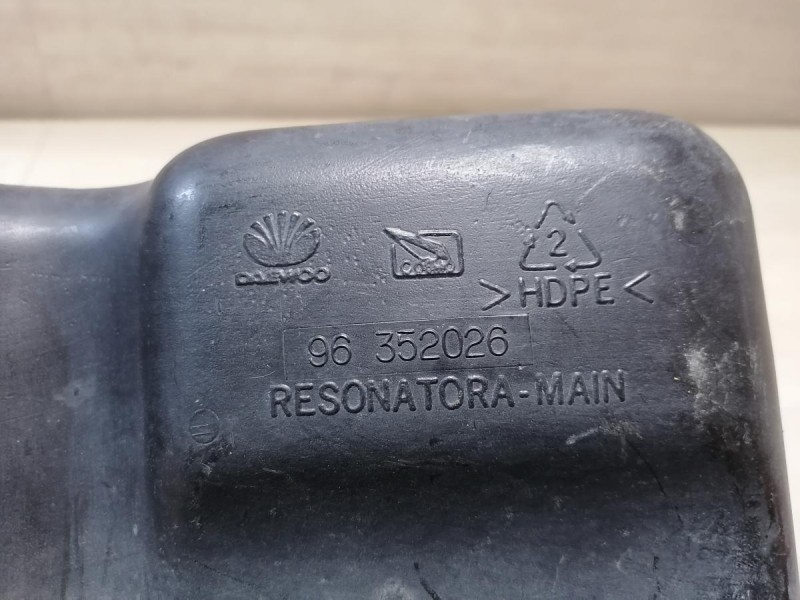 DAEWOO
2
>HDPE<
96 352026
RESONATORA-MAIN